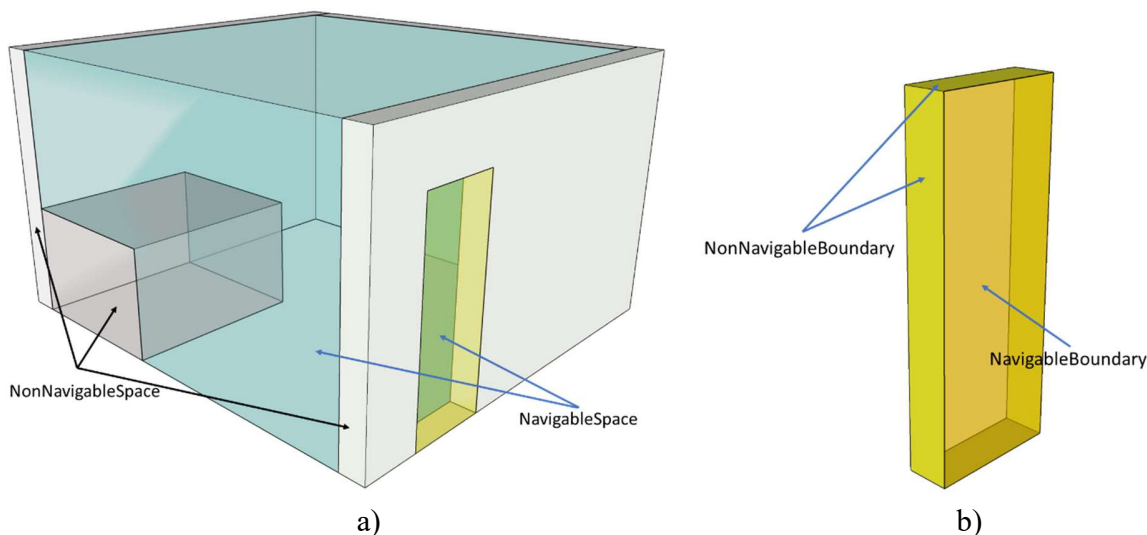 NonNavigableSpace
NavigableSpace
a)
NonNavigableBoundary
NavigableBoundary
b)